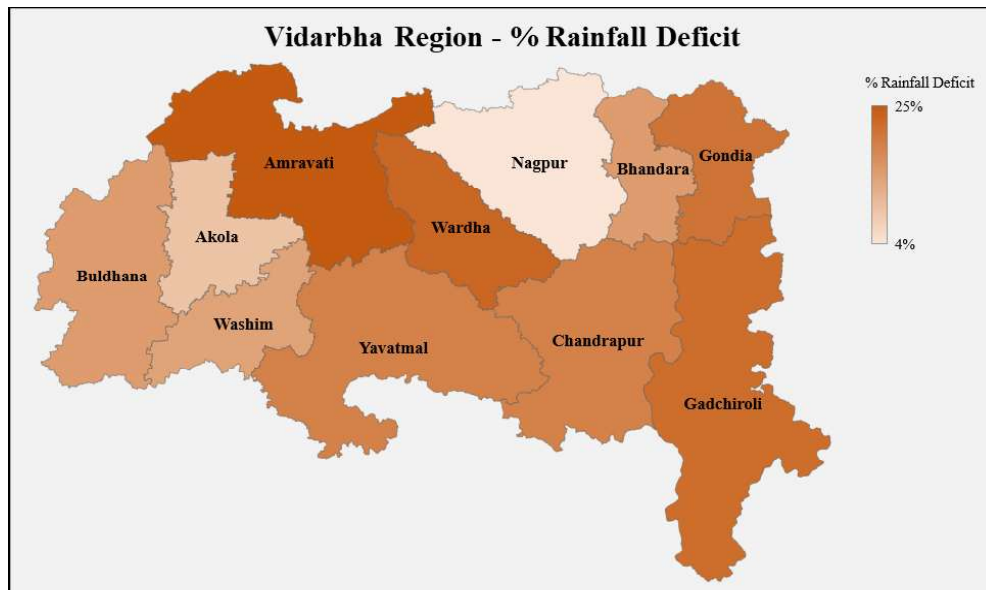 Vidarbha Region - % Rainfall Deficit
% Rainfall Deficit
25%
4%
Amravati
Nagpur
Bhandara
Gondia
Wardha
Akola
Buldhana
Washim
Yavatmal
Chandrapur
Gadchiroli